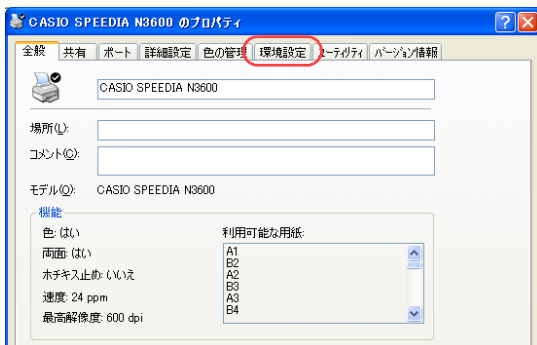 CASIO SPEEDIA N3600 のプロパティ
全般 共有 ポート 詳細設定 色の管理 環境設定 ユーティリティ バージョン情報
CASIO SPEEDIA N3600
場所(L):
コメント(C):
モデル(O): CASIO SPEEDIA N3600
機能
色: はい 利用可能な用紙:
両面: はい A1
B2
ホチキス止め: いいえ A2
B3
速度: 24 ppm A3
最高解像度: 600 dpi B4